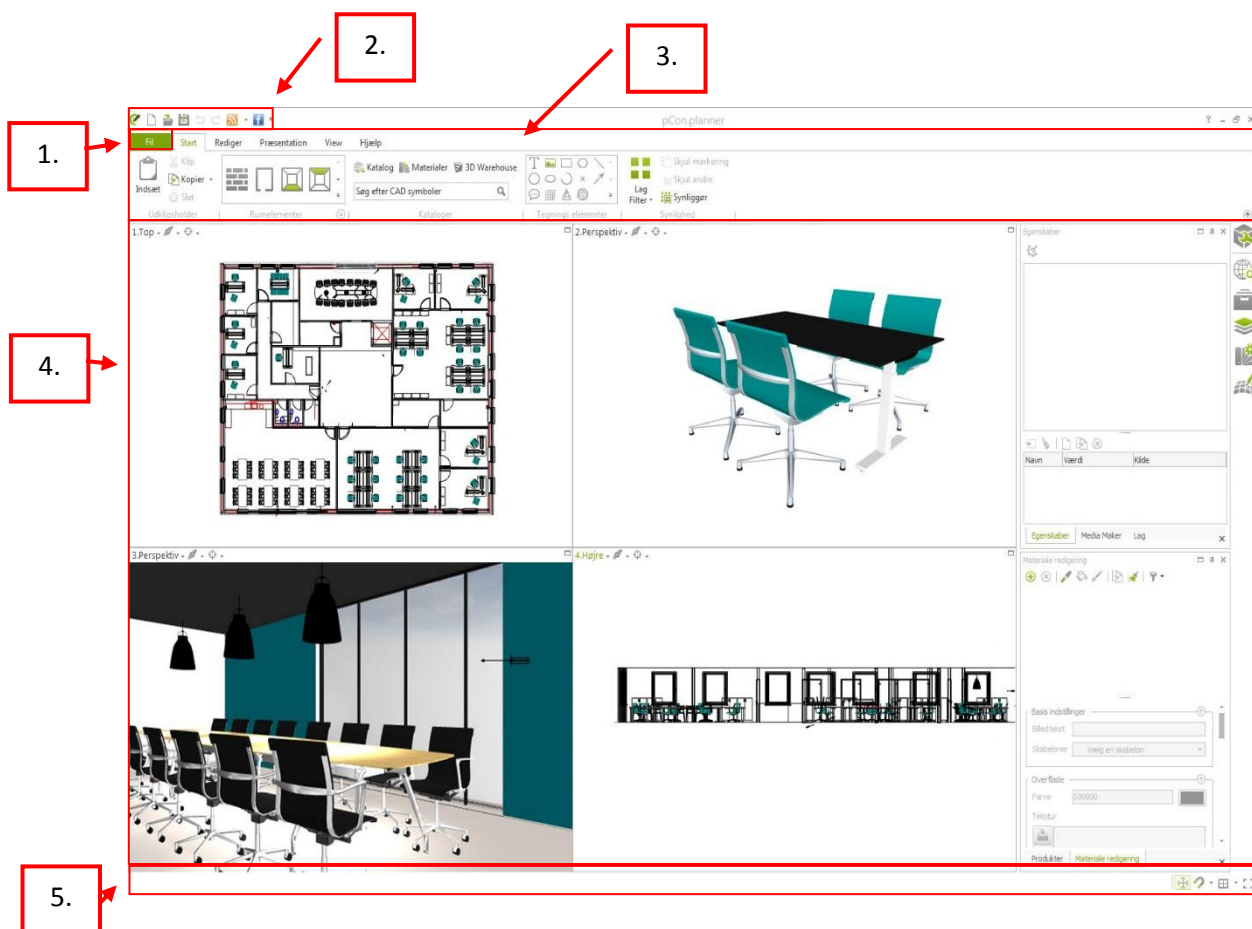 2.
3.
1.
pCon.planner
Fil Start Rediger Præsentation View Hjælp
Klip
Kopier
Slet
Indsæt
Udklipsholder
Rumelementer
Katalog Materialer 3D Warehouse
Søg efter CAD symboler
Kataloger
Tegnings elementer
Lag
Filter
Skjul markering
Skjul andre
Synliggør
Synlighed
4.
1.Top
2.Perspektiv
3.Perspektiv
4.Højre
Egenskaber
Navn Værdi Kilde
Egenskaber Media Maker Lag
Materiale redigering
Basis indstillinger
Billedtekst
Skabeloner Vælg en skabelon
Overflade
Farve 000000
Tekstur
Produkter Materiale redigering
5.